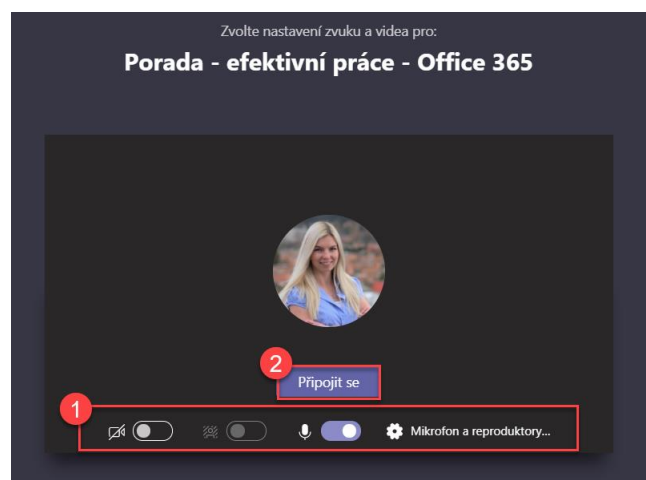 Zvolte nastavení zvuku a videa pro:
Porada - efektivní práce - Office 365
2
Připojit se
1
Mikrofon a reproduktory...